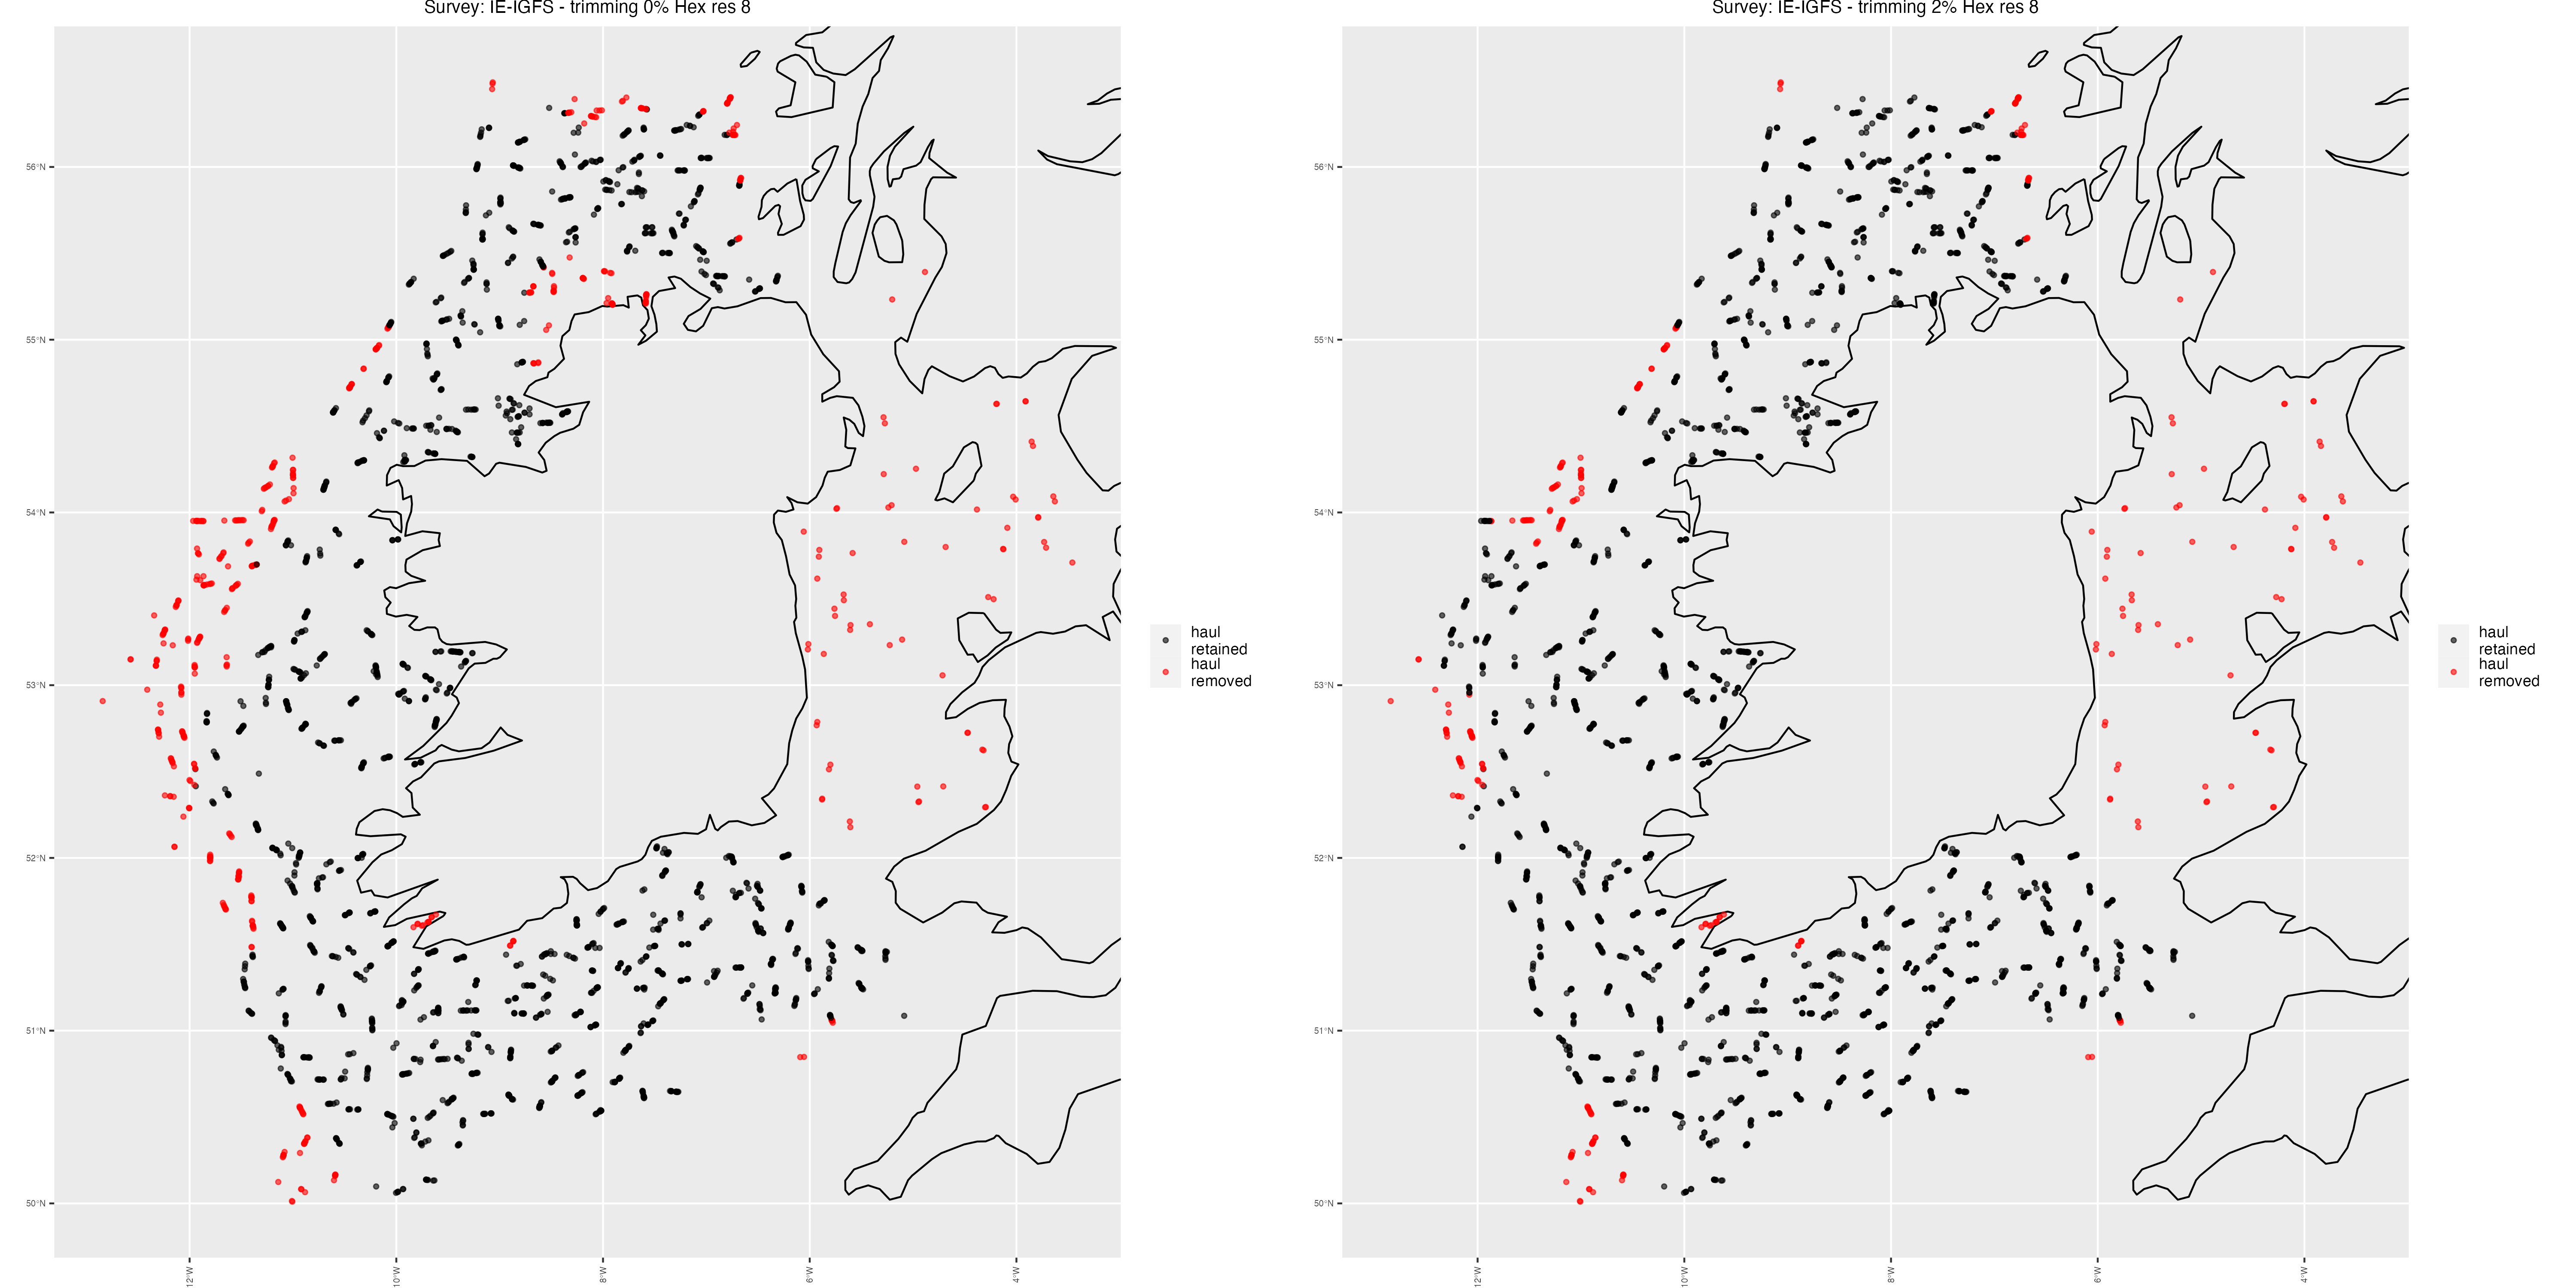 Survey: IE-IGFS - trimming 0% Hex res 8
56°N
55°N
54°N
53°N
52°N
51°N
50°N
12°W
10°W
8°W
6°W
4°W
haul
retained
haul
removed
Survey: IE-IGFS - trimming 2% Hex res 8
56°N
55°N
54°N
53°N
52°N
51°N
50°N
12°W
10°W
8°W
6°W
4°W
haul
retained
haul
removed